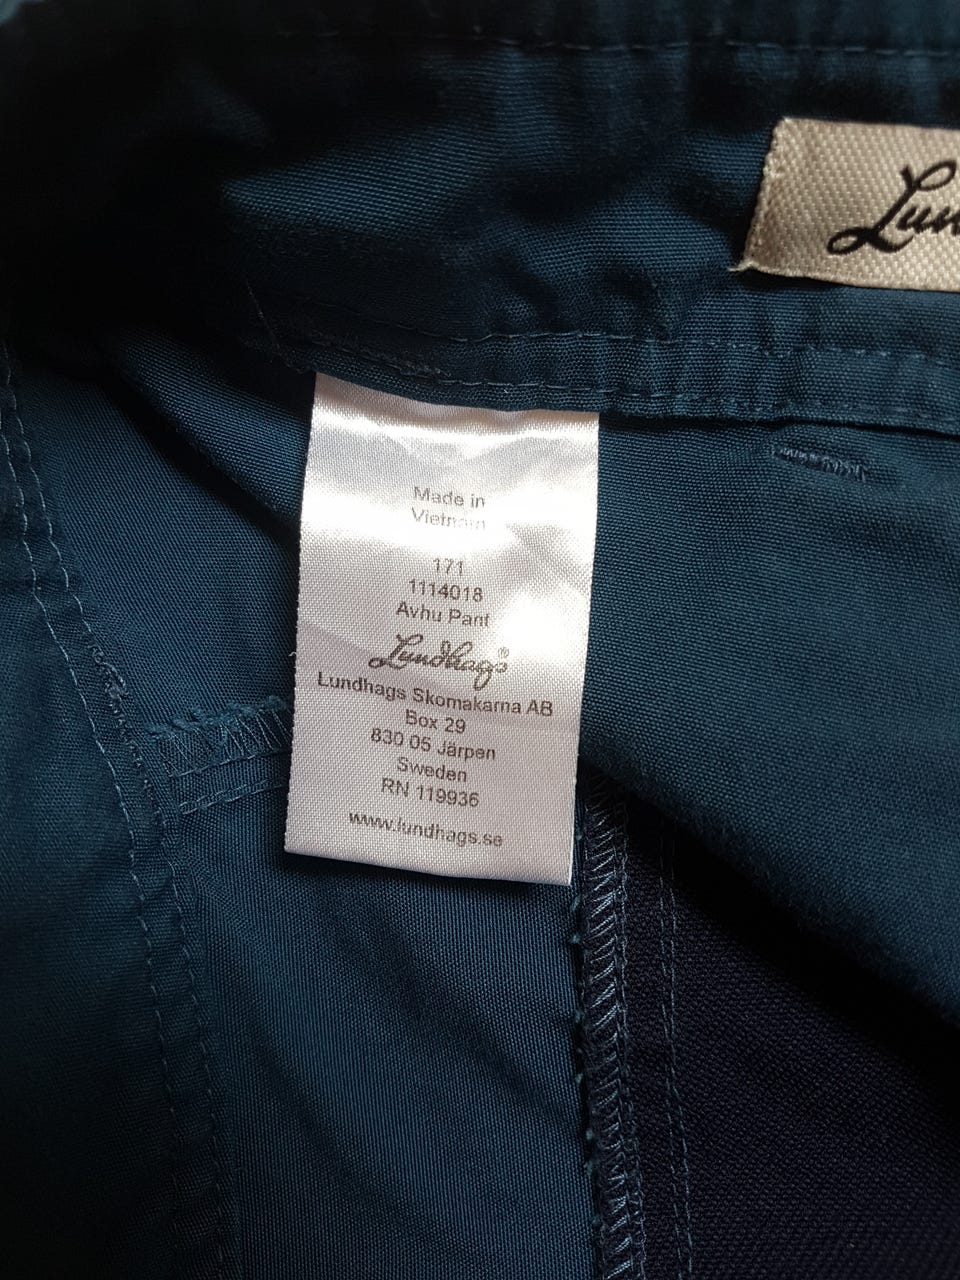 Lun
Made in
Vietnam
171
1114018
Avhu Pant
Lundhags®
Lundhags Skomakarna AB
Box 29
830 05 Järpen
Sweden
RN 119936
www.lundhags.se